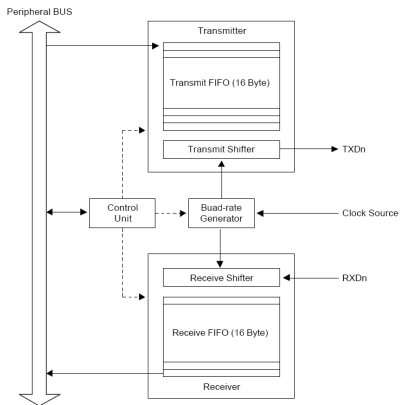 Peripheral BUS
Transmitter
Transmit FIFO (16 Byte)
Transmit Shifter
TXDn
Control
Unit
Buad-rate
Generator
Clock Source
Receive Shifter
RXDn
Receive FIFO (16 Byte)
Receiver